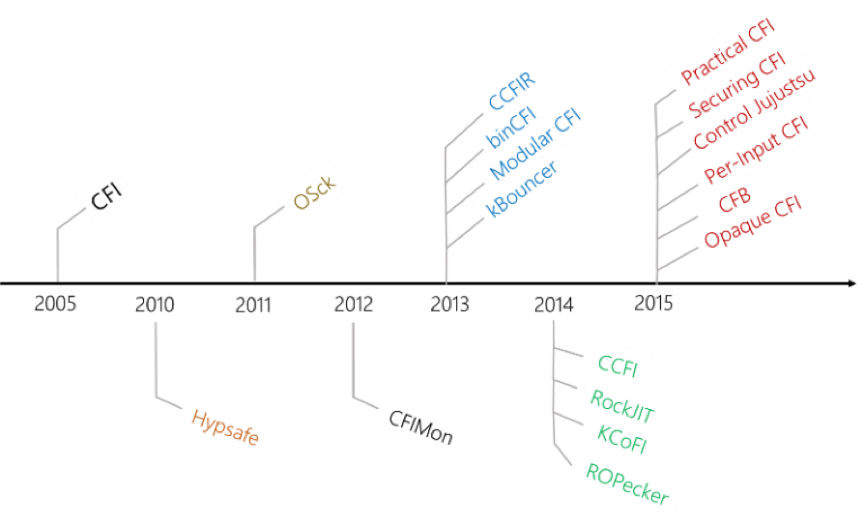 Practical CFI
Securing CFI
Control Jujustsu
Per-Input CFI
CFB
Opaque CFI
CCFIR
binCFI
Modular CFI
kBouncer
CFI
OSck
2005
2010
2011
2012
2013
2014
2015
Hypsafe
CFIMon
CCFI
RockJIT
KCoFI
ROPecker